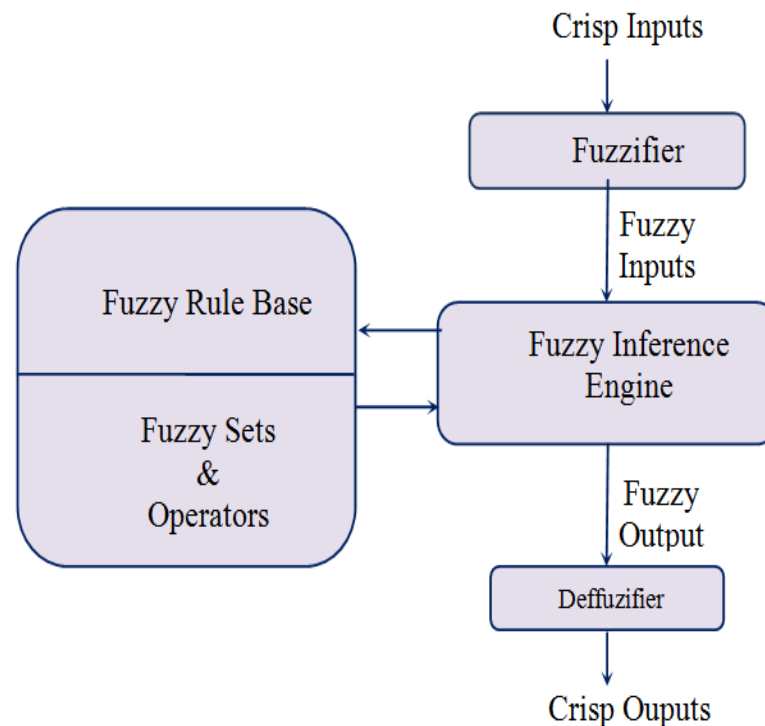 Crisp Inputs
Fuzzifier
Fuzzy
Inputs
Fuzzy Rule Base
Fuzzy Inference
Engine
Fuzzy Sets
&
Operators
Fuzzy
Output
Deffuzifier
Crisp Ouputs